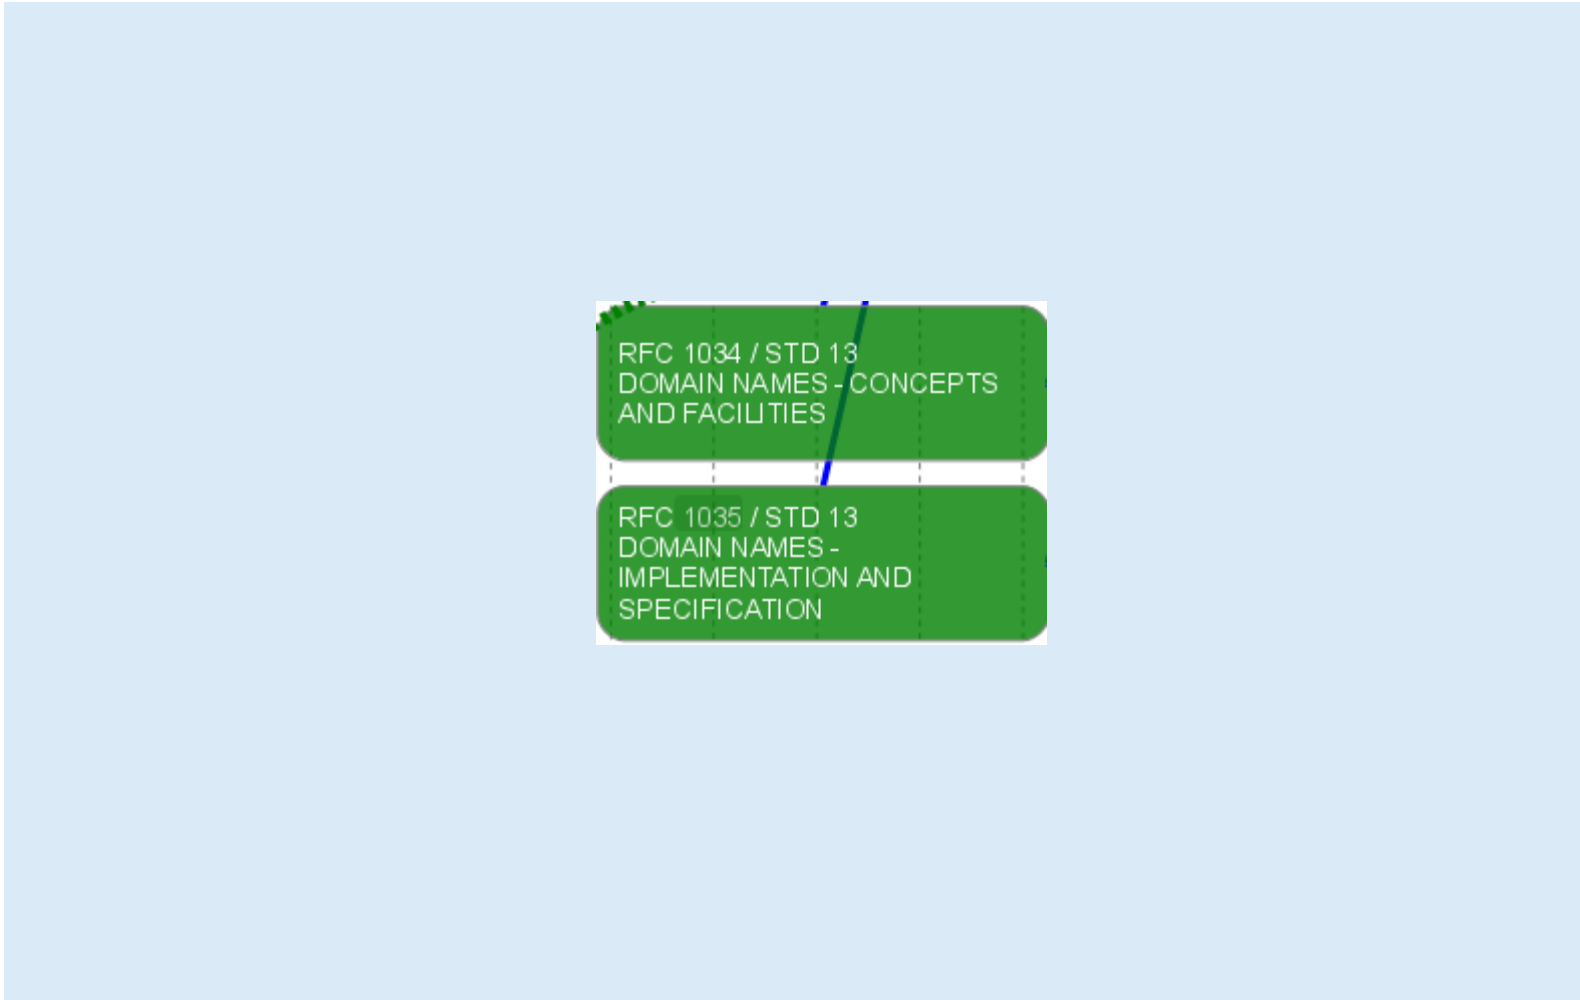 RFC 1034 / STD 13
DOMAIN NAMES - CONCEPTS
AND FACILITIES
RFC 1035 / STD 13
DOMAIN NAMES -
IMPLEMENTATION AND
SPECIFICATION